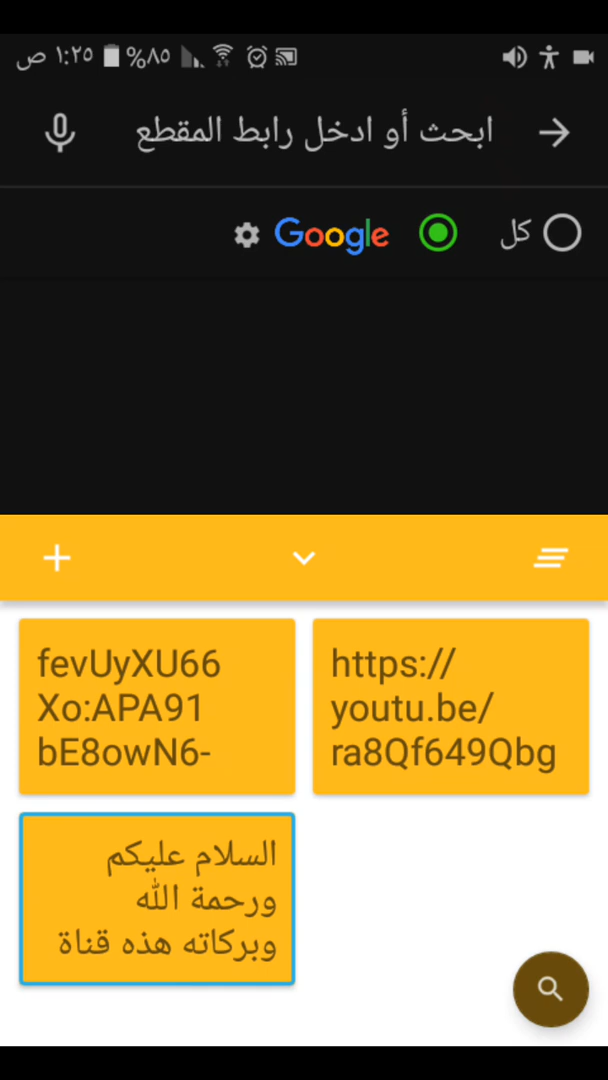 ١:٢٥ ص %٨٥
ابحث أو ادخل رابط المقطع
كل
Google
https://
youtu.be/
ra8Qf649Qbg
fevUyXU66
Xo:APA91
bE8owN6-
السلام عليكم
ورحمة الله
وبركاته هذه قناة